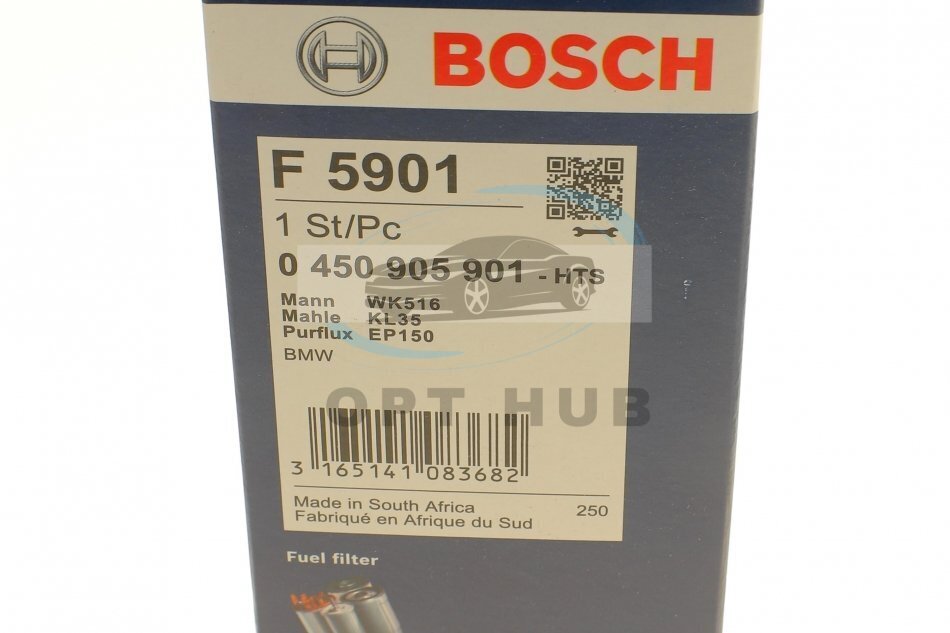 BOSCH
F 5901
1 St/Pc
0 450 905 901 - HTS
Mann WK516
Mahle KL35
Purflux EP150
BMW
OPT HUB
3 165141 083682
Made in South Africa 250
Fabriqué en Afrique du Sud
Fuel filter